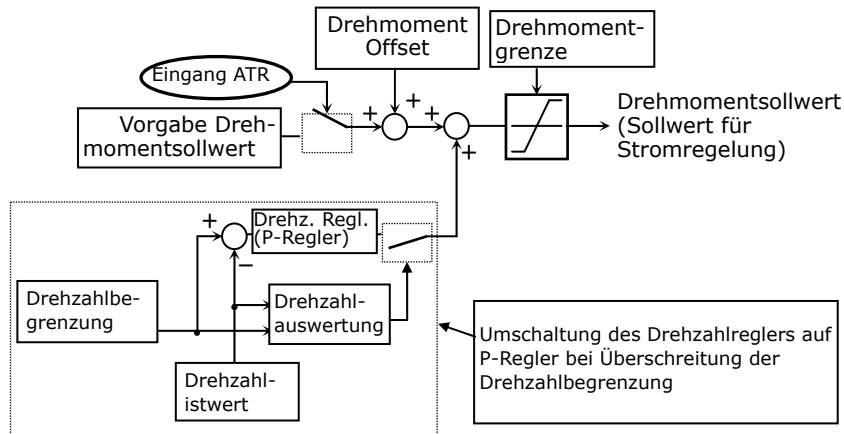 Drehmoment
Offset
Drehmoment-
grenze
Eingang ATR
Vorgabe Dreh-
momentsollwert
+
+
+
+
+
Drehmomentsollwert
(Sollwert für
Stromregelung)
+
−
Drehz. Regl.
(P-Regler)
Drehzahlbe-
grenzung
Drehzahl-
auswertung
Drehzahl-
istwert
Umschaltung des Drehzahlreglers auf
P-Regler bei Überschreitung der
Drehzahlbegrenzung